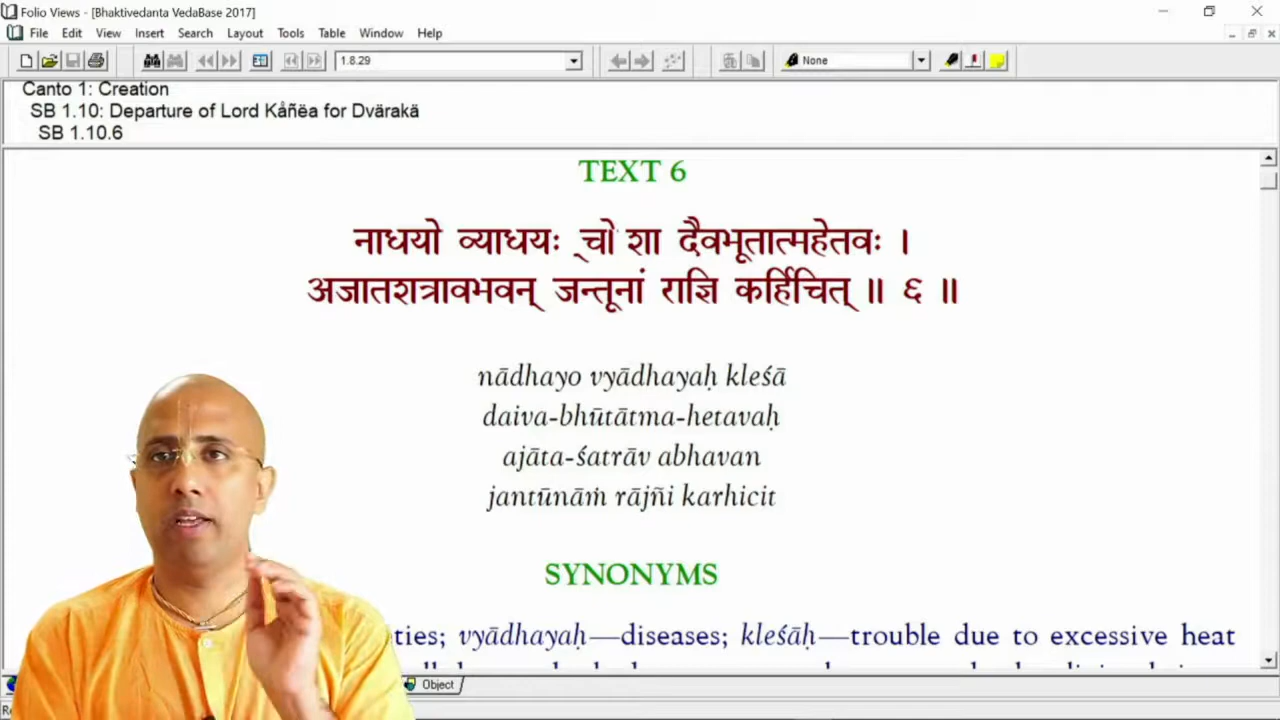 Folio Views - [Bhaktivedanta VedaBase 2017]
File Edit View Insert Search Layout Tools Table Window Help
1.8.29 None
Canto 1: Creation
SB 1.10: Departure of Lord Kåñëa for Dvärakä
SB 1.10.6
TEXT 6
नाधयो व्याधयः ्चो शा दैवभूतात्महेतवः ।
अजातशत्रावभवन् जन्तूनां राज्ञि कर्हिचित् ॥ ६ ॥
nādhayo vyādhayaḥ kleśā
daiva-bhūtātma-hetavaḥ
ajāta-śatrāv abhavan
jantūnāṁ rājñi karhicit
SYNONYMS
ties; vyādhayaḥ—diseases; kleśāḥ—trouble due to excessive heat
Object